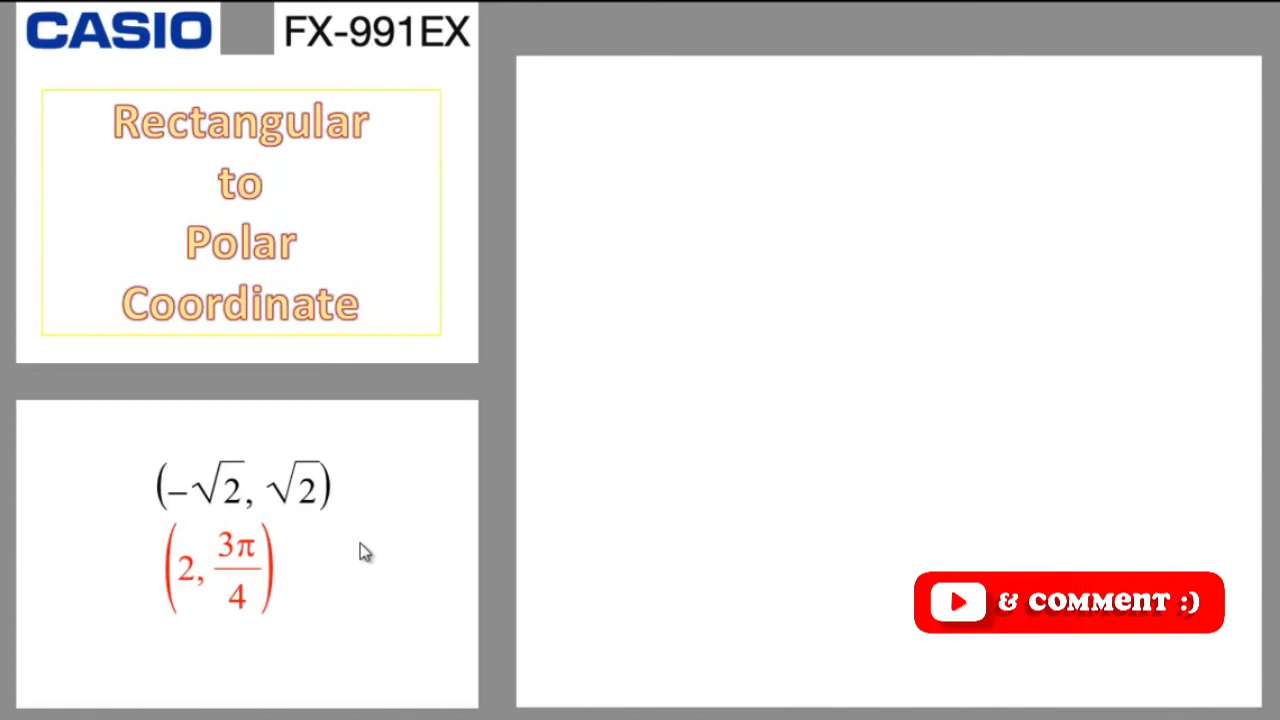 CASIO FX-991EX
Rectangular
to
Polar
Coordinate
(−√2, √2)
(2, 3π/4)
& comment :)